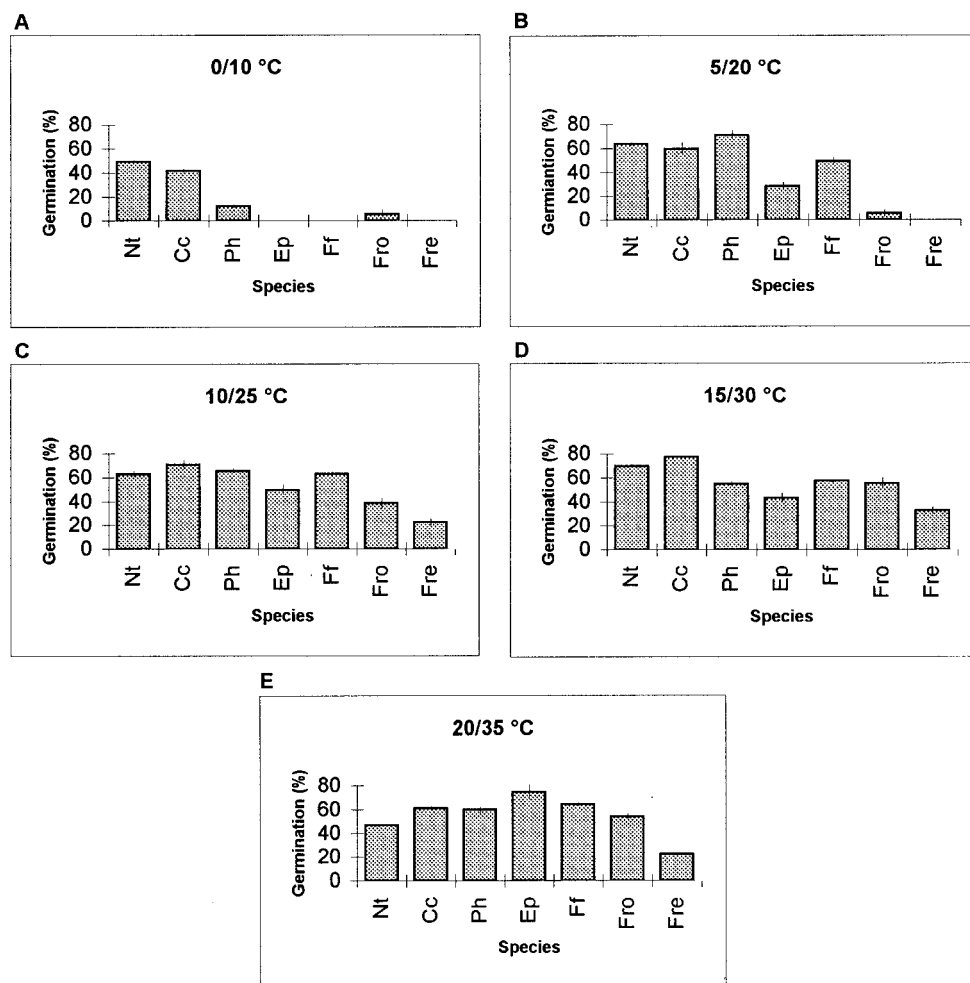 A
0/10 °C
Germination (%)
80
60
40
20
0
Nt Cc Ph Ep Ff Fro Fre
Species
B
5/20 °C
Germiantion (%)
80
60
40
20
0
Nt Cc Ph Ep Ff Fro Fre
Species
C
10/25 °C
Germination (%)
80
60
40
20
0
Nt Cc Ph Ep Ff Fro Fre
Species
D
15/30 °C
Germination (%)
80
60
40
20
0
Nt Cc Ph Ep Ff Fro Fre
Species
E
20/35 °C
Germination (%)
80
60
40
20
0
Nt Cc Ph Ep Ff Fro Fre
Species